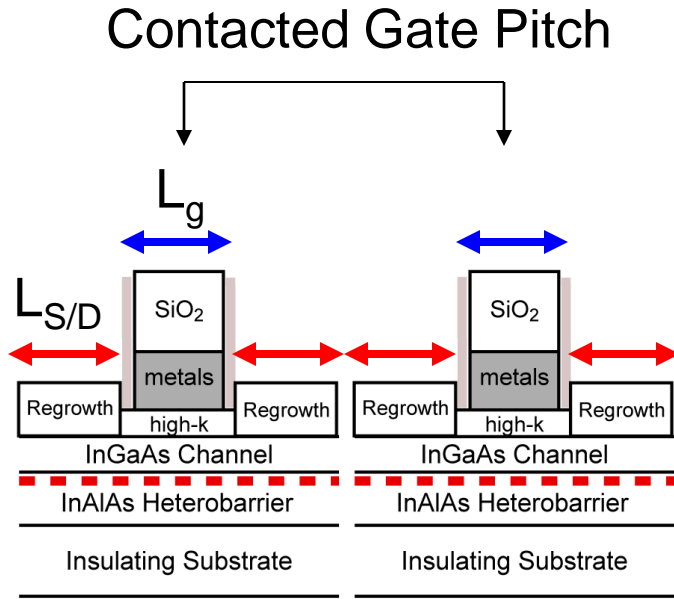 Contacted Gate Pitch
Lg
LS/D
SiO2
SiO2
metals
metals
Regrowth
Regrowth
Regrowth
Regrowth
high-k
high-k
InGaAs Channel
InGaAs Channel
InAlAs Heterobarrier
InAlAs Heterobarrier
Insulating Substrate
Insulating Substrate